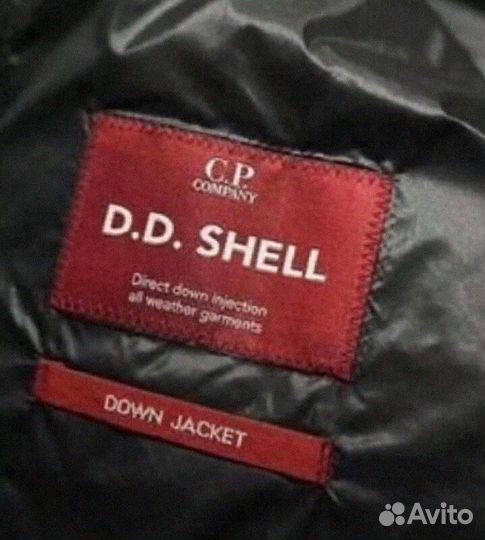 C.P.
COMPANY
D.D. SHELL
Direct down injection
all weather garments
DOWN JACKET
Avito